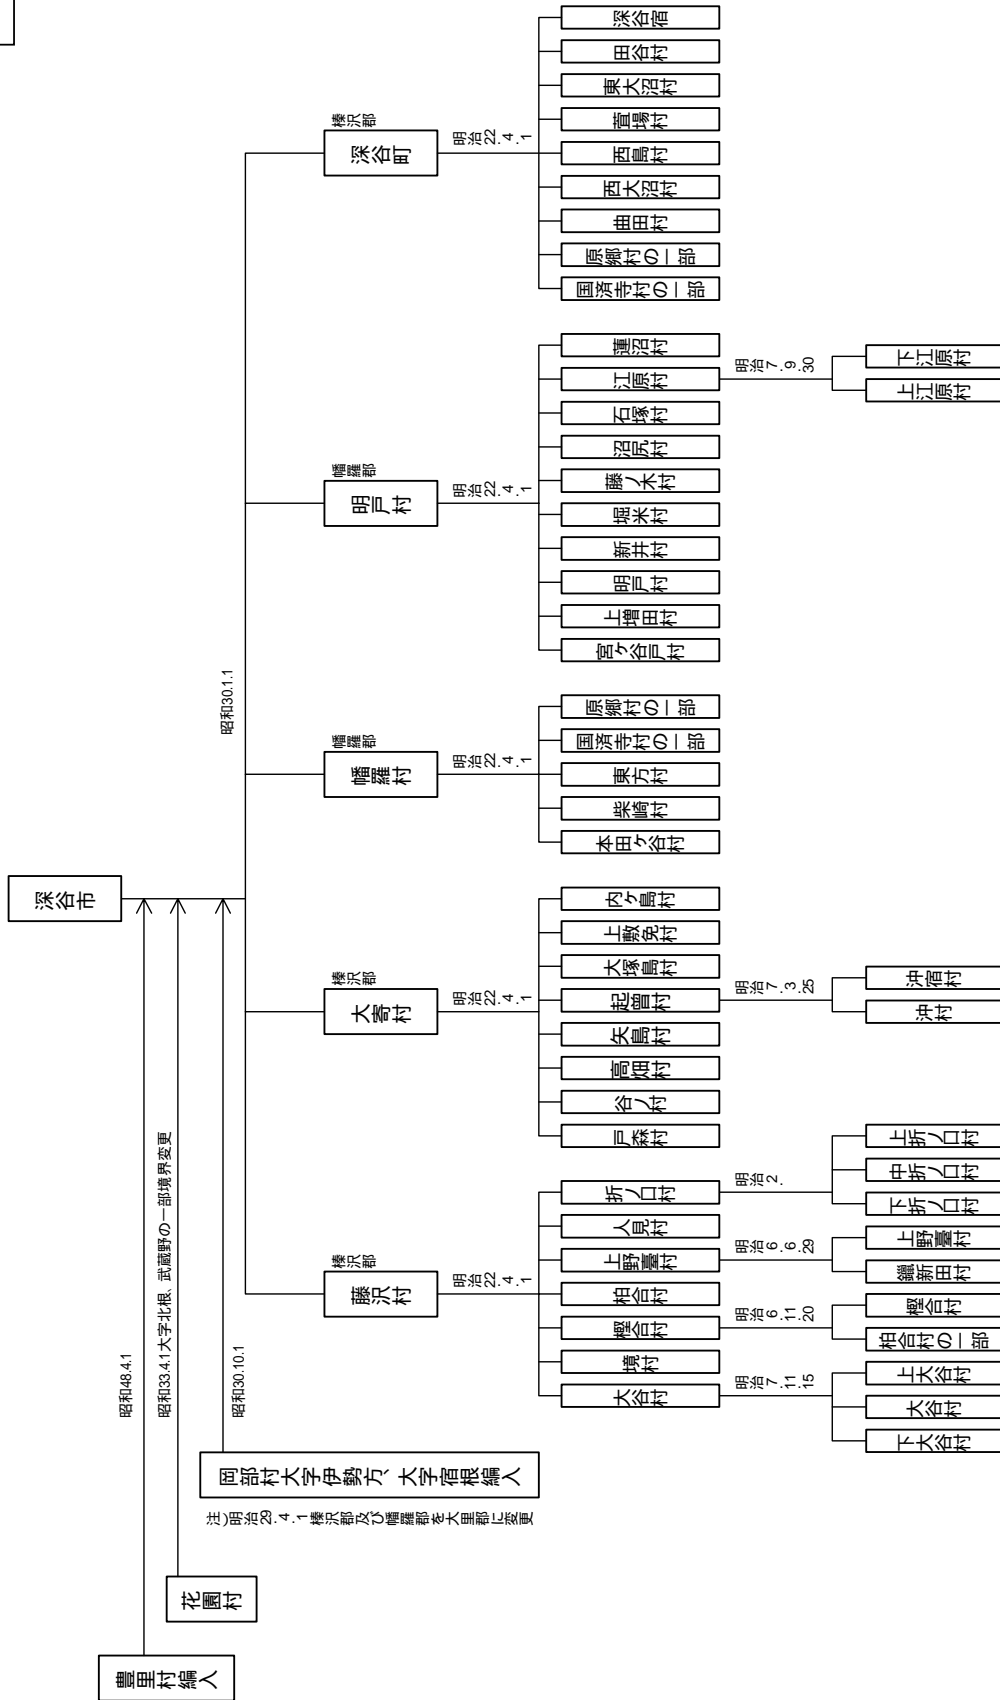 深谷市
昭和48.4.1
昭和33.4.1大字北根、武蔵野の一部境界変更
昭和30.10.1
昭和30.1.1
豊里村編入
花園村
岡部村大字伊勢方、大字宿根編入
注)明治29.4.1榛沢郡及び幡羅郡を大里郡に変更
榛沢郡
深谷町
明治22.4.1
深谷宿
田谷村
東大沼村
萱場村
西島村
西大沼村
曲田村
原郷村の一部
国済寺村の一部
幡羅郡
明戸村
明治22.4.1
蓮沼村
江原村
石塚村
沼尻村
藤ノ木村
堀米村
新井村
明戸村
上増田村
宮ケ谷戸村
明治7.9.30
下江原村
上江原村
幡羅郡
幡羅村
明治22.4.1
原郷村の一部
国済寺村の一部
東方村
柴崎村
本田ケ谷村
榛沢郡
大寄村
明治22.4.1
内ケ島村
上敷免村
大塚島村
起會村
矢島村
高畑村
谷ノ村
戸森村
明治7.3.25
沖宿村
沖村
榛沢郡
藤沢村
明治22.4.1
折ノ口村
人見村
上野臺村
柏合村
樫合村
境村
大谷村
明治2.
上折ノ口村
中折ノ口村
下折ノ口村
明治6.6.29
上野臺村
鼠新田村
明治6.11.20
樫合村
柏合村の一部
明治7.11.15
上大谷村
大谷村
下大谷村